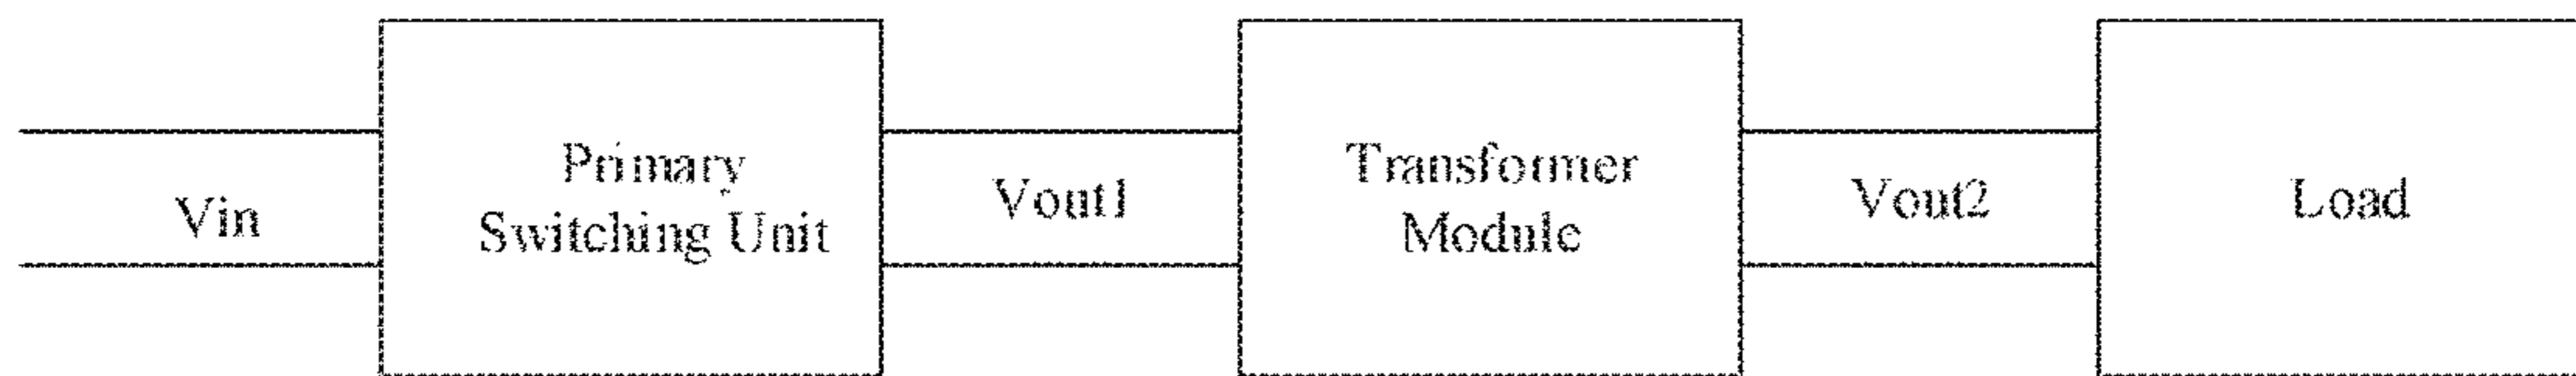 Vin
Primary
Switching Unit
Vout1
Transformer
Module
Vout2
Load